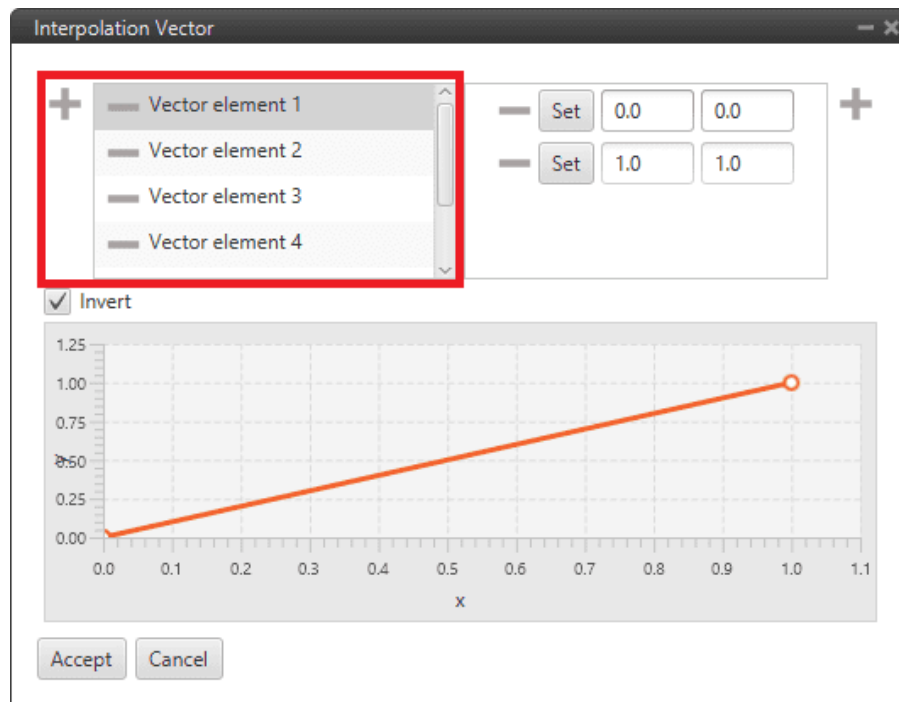 Interpolation Vector
Vector element 1
Set 0.0 0.0
Vector element 2
Set 1.0 1.0
Vector element 3
Vector element 4
Invert
1.25
1.00
0.75
0.50
0.25
0.00
0.0 0.1 0.2 0.3 0.4 0.5 0.6 0.7 0.8 0.9 1.0 1.1
x
Accept Cancel